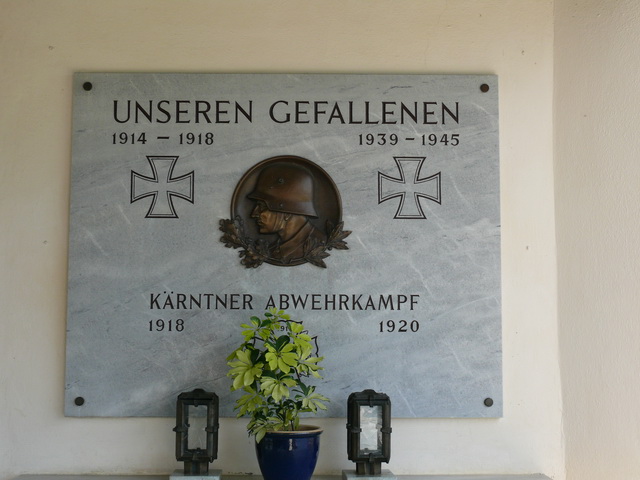 UNSEREN GEFALLENEN
1914 – 1918 1939 – 1945
KÄRNTNER ABWEHRKAMPF
1918 1920